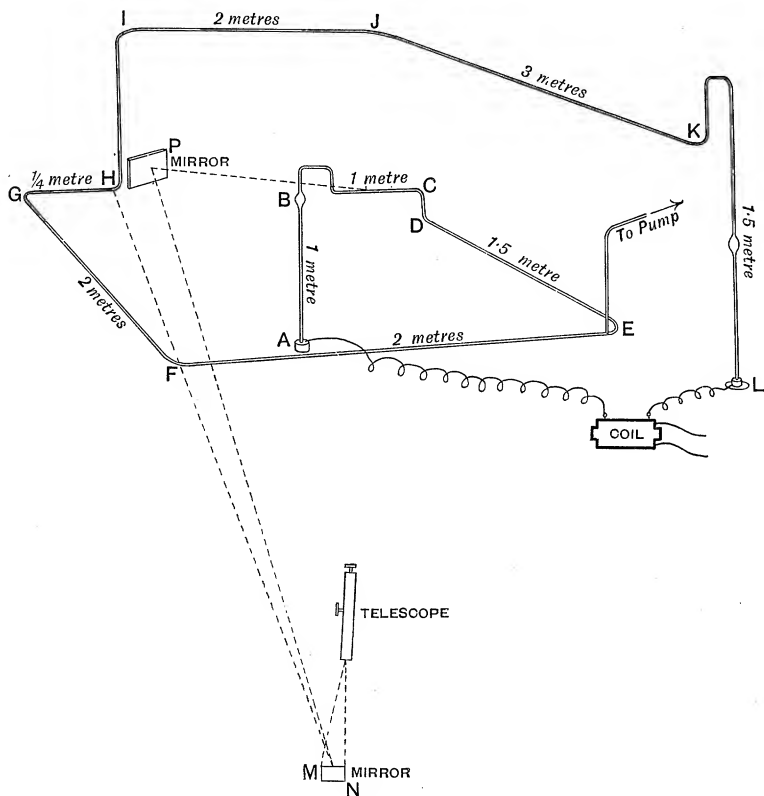 I
2 metres
J
3 metres
K
P
MIRROR
1/4 metre
H
G
B
1 metre
C
D
To Pump
1·5 metre
1·5 metre
1 metre
2 metres
A
2 metres
E
F
L
COIL
TELESCOPE
M
MIRROR
N